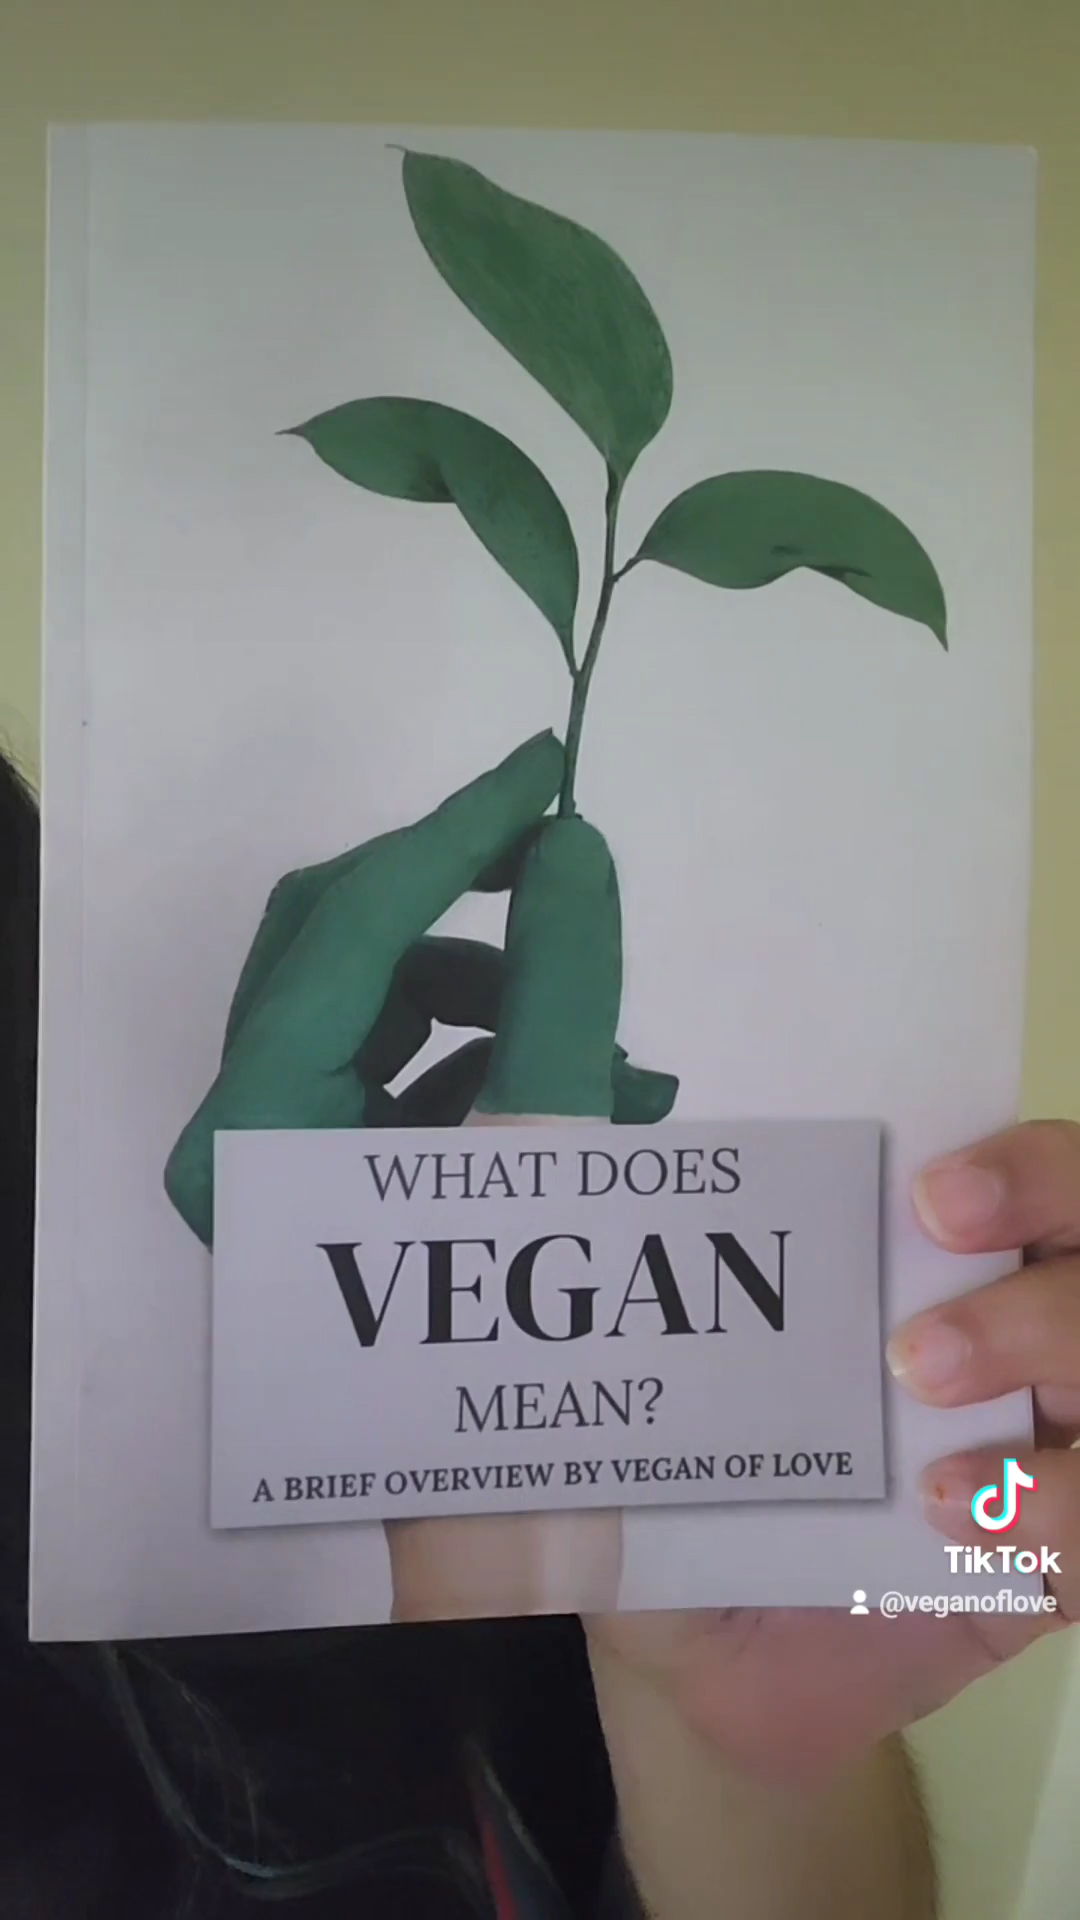 WHAT DOES
VEGAN
MEAN?
A BRIEF OVERVIEW BY VEGAN OF LOVE
TikTok
@veganoflove